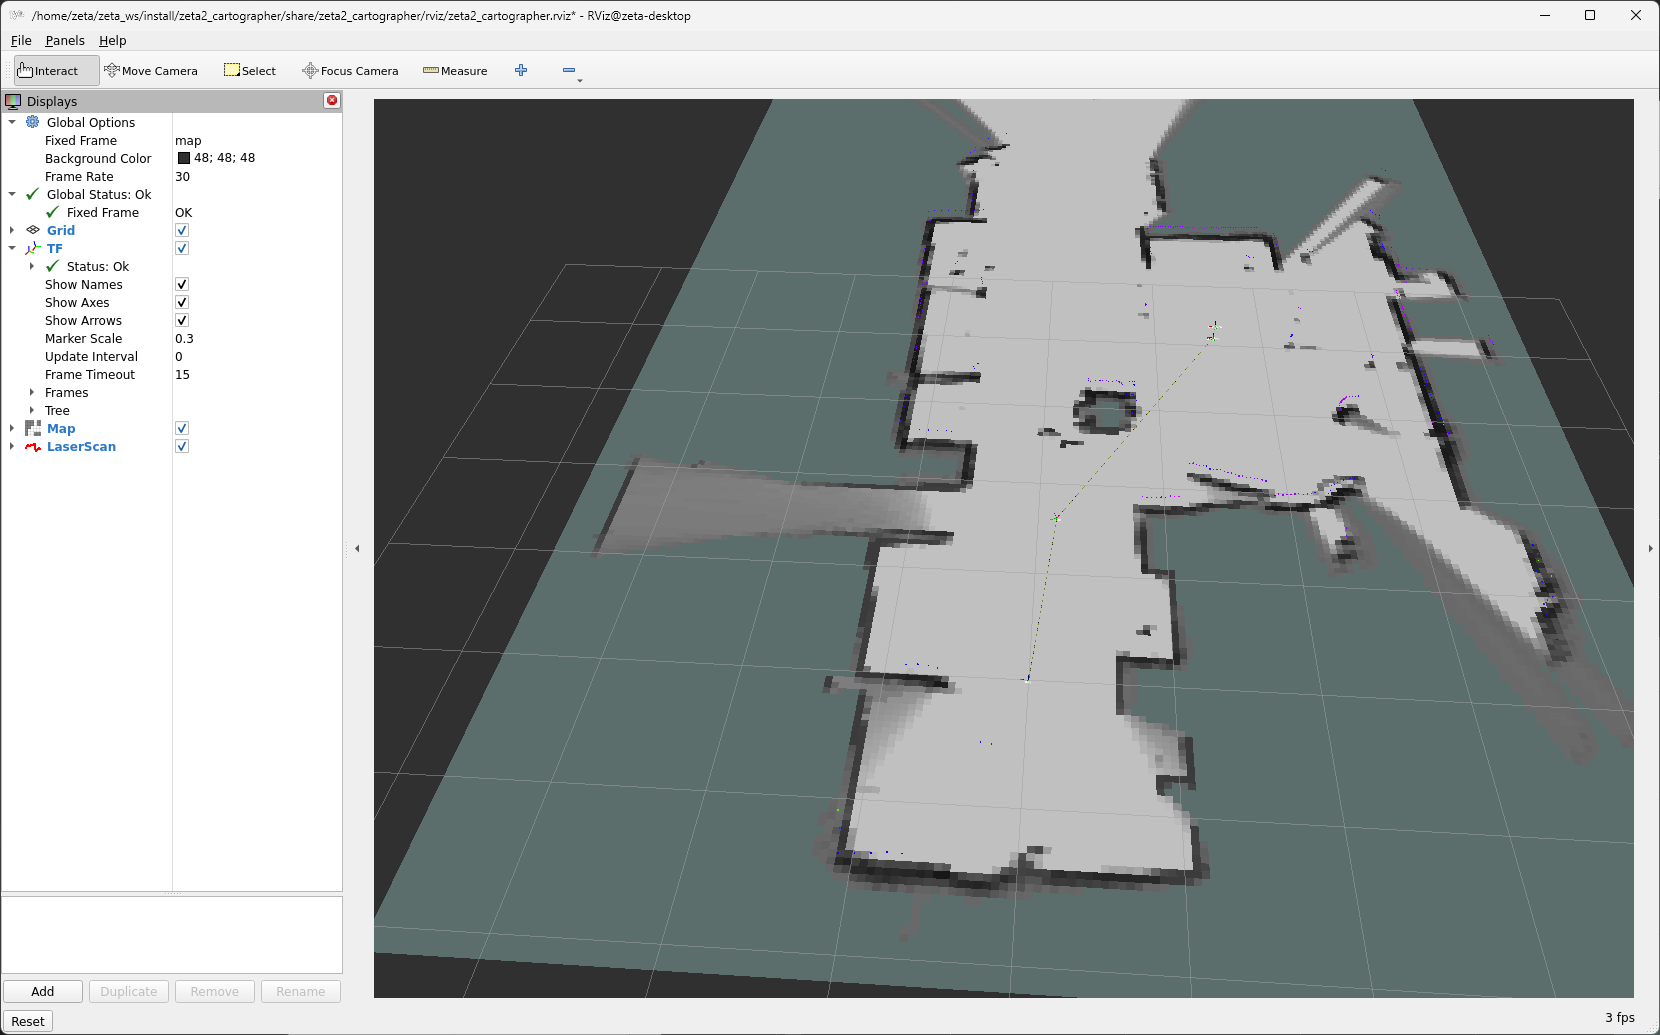 /home/zeta/zeta_ws/install/zeta2_cartographer/share/zeta2_cartographer/rviz/zeta2_cartographer.rviz* - RViz@zeta-desktop
File Panels Help
Interact Move Camera Select Focus Camera Measure
Displays
Global Options
Fixed Frame map
Background Color 48; 48; 48
Frame Rate 30
Global Status: Ok
Fixed Frame OK
Grid
TF
Status: Ok
Show Names
Show Axes
Show Arrows
Marker Scale 0.3
Update Interval 0
Frame Timeout 15
Frames
Tree
Map
LaserScan
Add Duplicate Remove Rename
Reset 3 fps